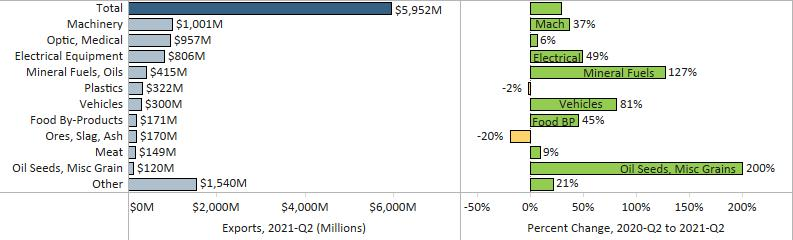 Total $5,952M
Machinery $1,001M Mach 37%
Optic, Medical $957M 6%
Electrical Equipment $806M Electrical 49%
Mineral Fuels, Oils $415M Mineral Fuels 127%
Plastics $322M -2%
Vehicles $300M Vehicles 81%
Food By-Products $171M Food BP 45%
Ores, Slag, Ash $170M -20%
Meat $149M 9%
Oil Seeds, Misc Grain $120M Oil Seeds, Misc Grains 200%
Other $1,540M 21%
$0M $2,000M $4,000M $6,000M -50% 0% 50% 100% 150% 200%
Exports, 2021-Q2 (Millions) Percent Change, 2020-Q2 to 2021-Q2